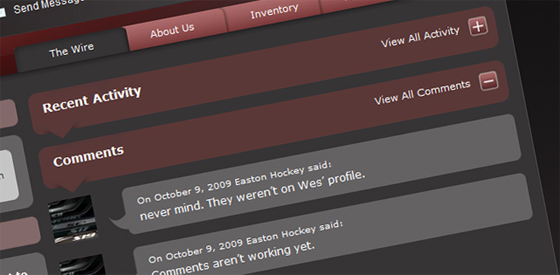 Send Message
The Wire
About Us
Inventory
Recent Activity
View All Activity
Comments
View All Comments
On October 9, 2009 Easton Hockey said:
never mind. They weren't on Wes' profile.
On October 9, 2009 Easton Hockey said:
Comments aren't working yet.